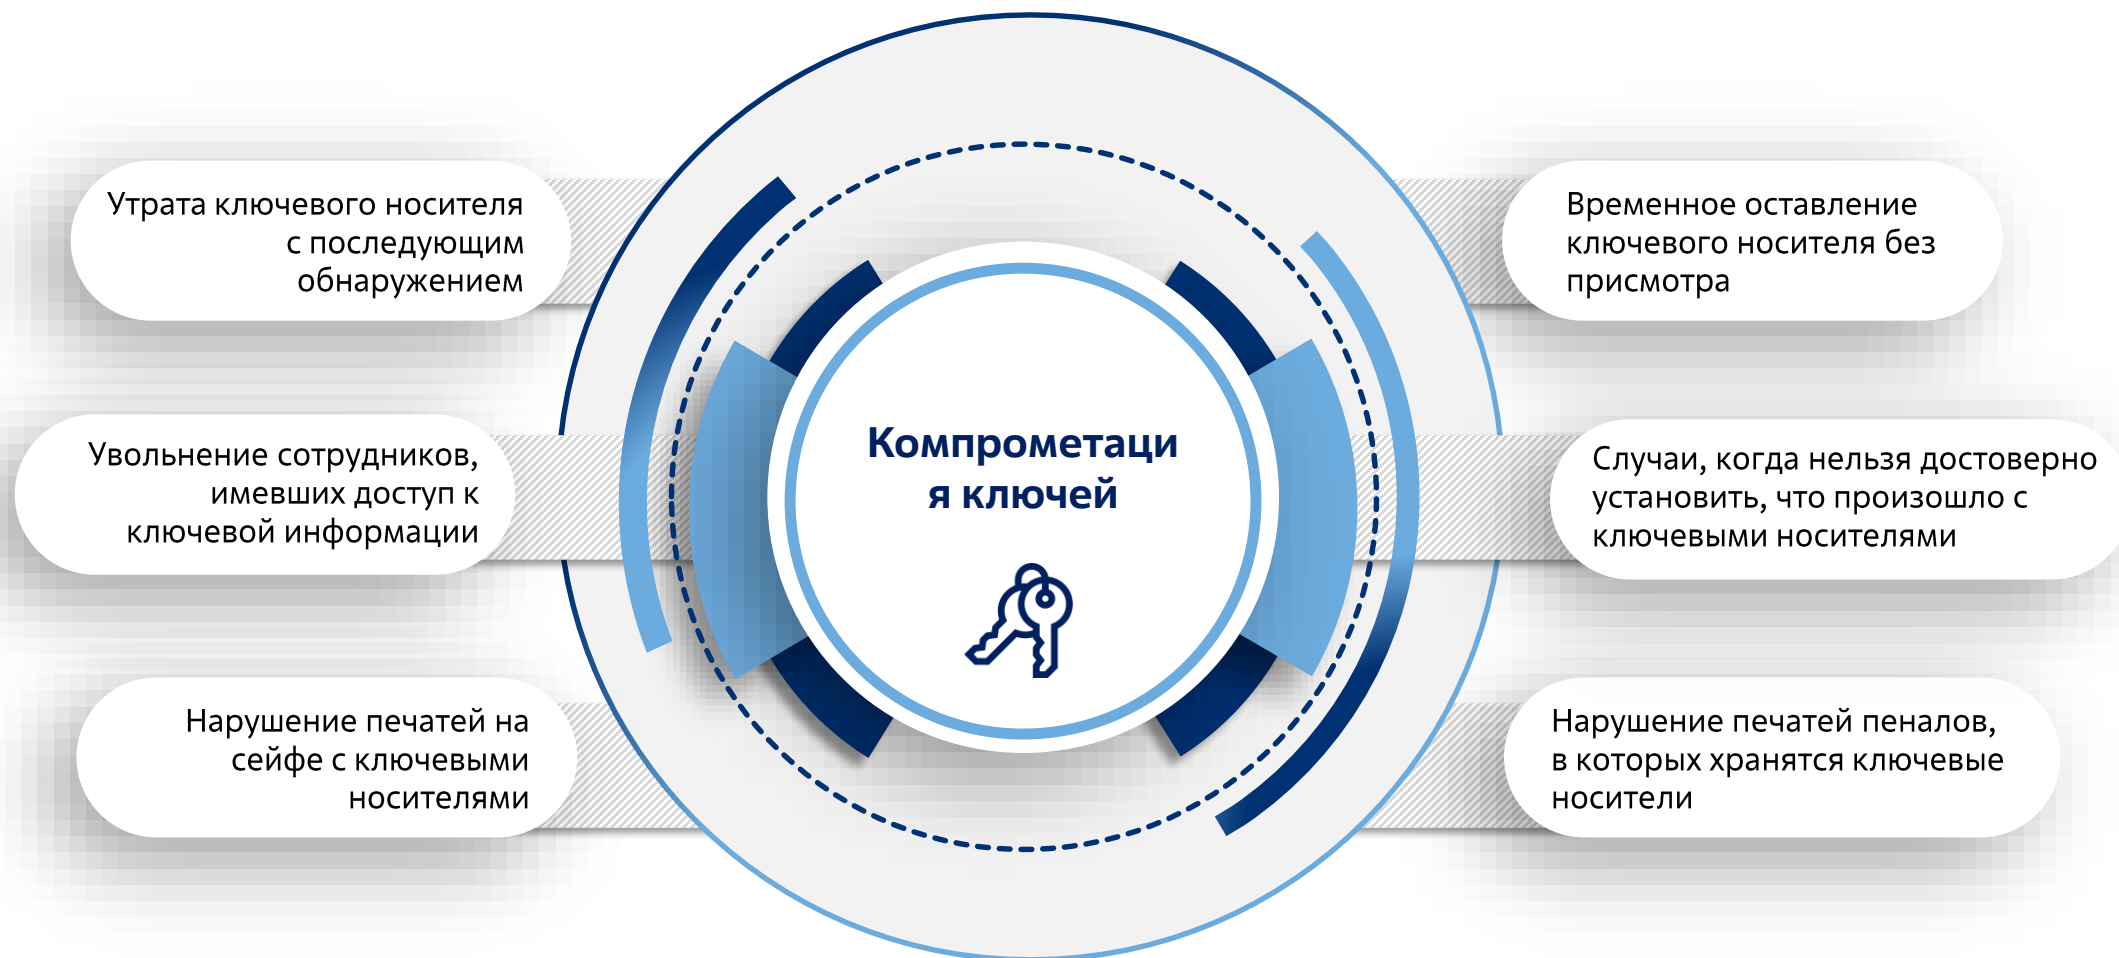 Утрата ключевого носителя
с последующим
обнаружением
Увольнение сотрудников,
имевших доступ к
ключевой информации
Нарушение печатей на
сейфе с ключевыми
носителями
Компрометаци
я ключей
Временное оставление
ключевого носителя без
присмотра
Случаи, когда нельзя достоверно
установить, что произошло с
ключевыми носителями
Нарушение печатей пеналов,
в которых хранятся ключевые
носители